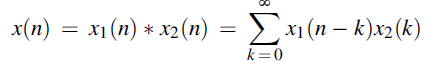 x(n) = x₁(n) * x₂(n) = ∑_{k=0}^{∞} x₁(n − k)x₂(k)